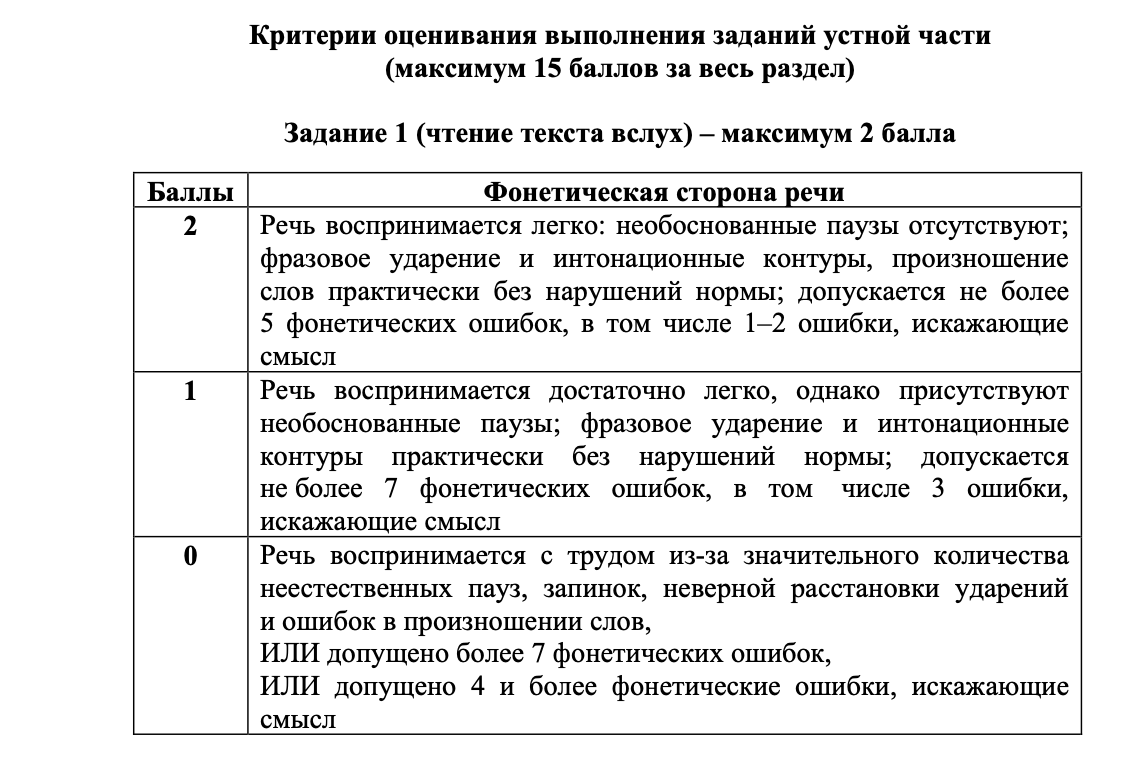 Критерии оценивания выполнения заданий устной части
(максимум 15 баллов за весь раздел)
Задание 1 (чтение текста вслух) – максимум 2 балла
Баллы Фонетическая сторона речи
2 Речь воспринимается легко: необоснованные паузы отсутствуют;
фразовое ударение и интонационные контуры, произношение
слов практически без нарушений нормы; допускается не более
5 фонетических ошибок, в том числе 1–2 ошибки, искажающие
смысл
1 Речь воспринимается достаточно легко, однако присутствуют
необоснованные паузы; фразовое ударение и интонационные
контуры практически без нарушений нормы; допускается
не более 7 фонетических ошибок, в том числе 3 ошибки,
искажающие смысл
0 Речь воспринимается с трудом из-за значительного количества
неестественных пауз, запинок, неверной расстановки ударений
и ошибок в произношении слов,
ИЛИ допущено более 7 фонетических ошибок,
ИЛИ допущено 4 и более фонетические ошибки, искажающие
смысл